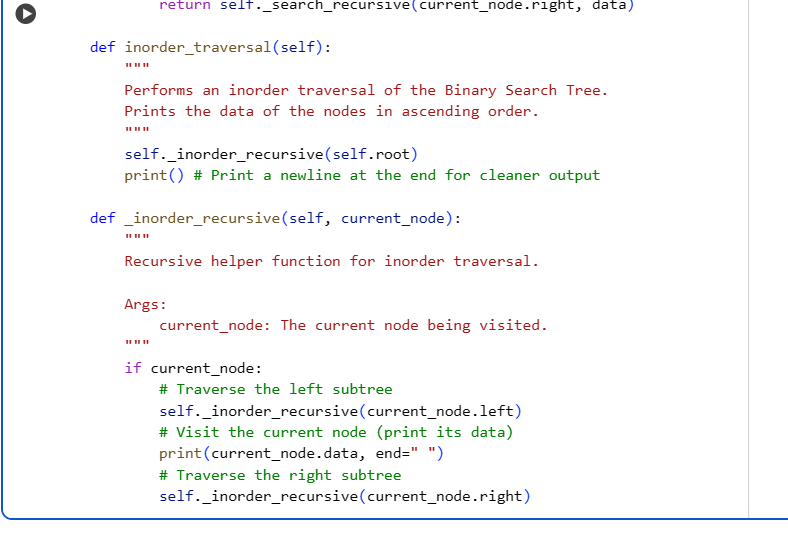 return self._search_recursive(current_node.right, data)

    def inorder_traversal(self):
        """
        Performs an inorder traversal of the Binary Search Tree.
        Prints the data of the nodes in ascending order.
        """
        self._inorder_recursive(self.root)
        print() # Print a newline at the end for cleaner output

    def _inorder_recursive(self, current_node):
        """
        Recursive helper function for inorder traversal.

        Args:
            current_node: The current node being visited.
        """
        if current_node:
            # Traverse the left subtree
            self._inorder_recursive(current_node.left)
            # Visit the current node (print its data)
            print(current_node.data, end=" ")
            # Traverse the right subtree
            self._inorder_recursive(current_node.right)